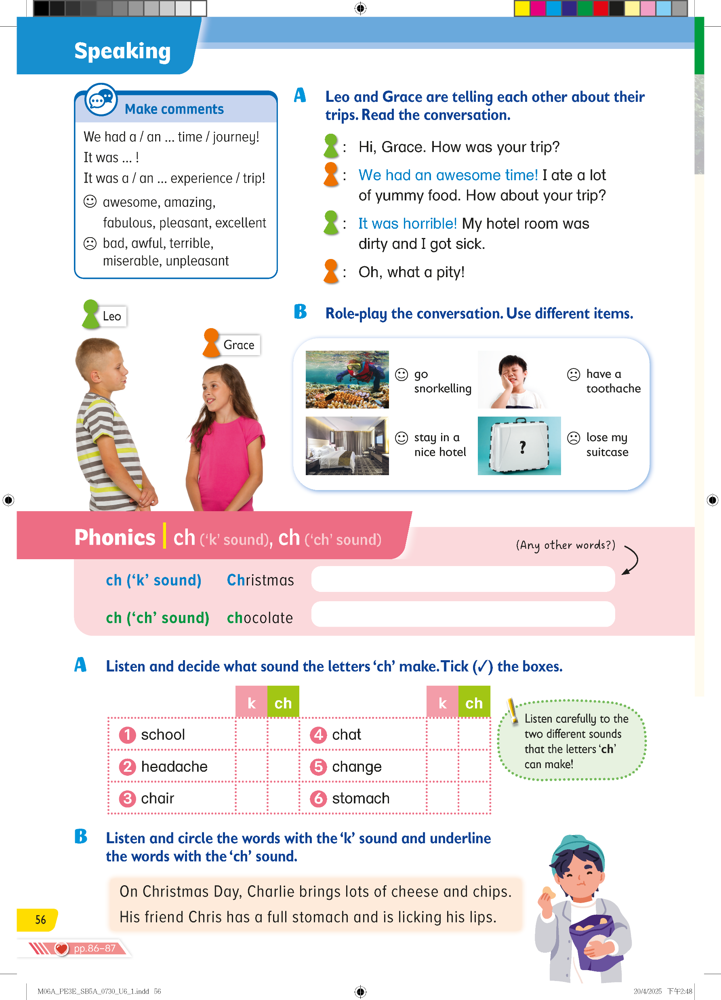 Speaking
Make comments
We had a / an ... time / journey!
It was ... !
It was a / an ... experience / trip!
awesome, amazing,
fabulous, pleasant, excellent
bad, awful, terrible,
miserable, unpleasant
Leo
Grace
A Leo and Grace are telling each other about their
trips. Read the conversation.
: Hi, Grace. How was your trip?
: We had an awesome time! I ate a lot
of yummy food. How about your trip?
: It was horrible! My hotel room was
dirty and I got sick.
: Oh, what a pity!
B Role-play the conversation. Use different items.
go
snorkelling
have a
toothache
stay in a
nice hotel
?
lose my
suitcase
Phonics | ch (‘k’ sound), ch (‘ch’ sound)
(Any other words?)
ch (‘k’ sound) Christmas
ch (‘ch’ sound) chocolate
A Listen and decide what sound the letters ‘ch’ make. Tick (✓) the boxes.
k ch k ch
1 school 4 chat
2 headache 5 change
3 chair 6 stomach
Listen carefully to the
two different sounds
that the letters ‘ch’
can make!
B Listen and circle the words with the ‘k’ sound and underline
the words with the ‘ch’ sound.
On Christmas Day, Charlie brings lots of cheese and chips.
His friend Chris has a full stomach and is licking his lips.
56
pp.86–87
M06A_PE3E_SB5A_0730_U6_1.indd 56
20/4/2025 下午2:48